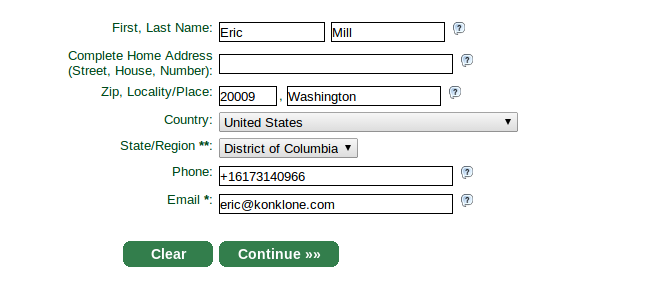 First, Last Name: Eric Mill ?
Complete Home Address
(Street, House, Number): ?
Zip, Locality/Place: 20009 , Washington ?
Country: United States
State/Region **: District of Columbia
Phone: +16173140966 ?
Email *: eric@konklone.com ?
Clear Continue »»